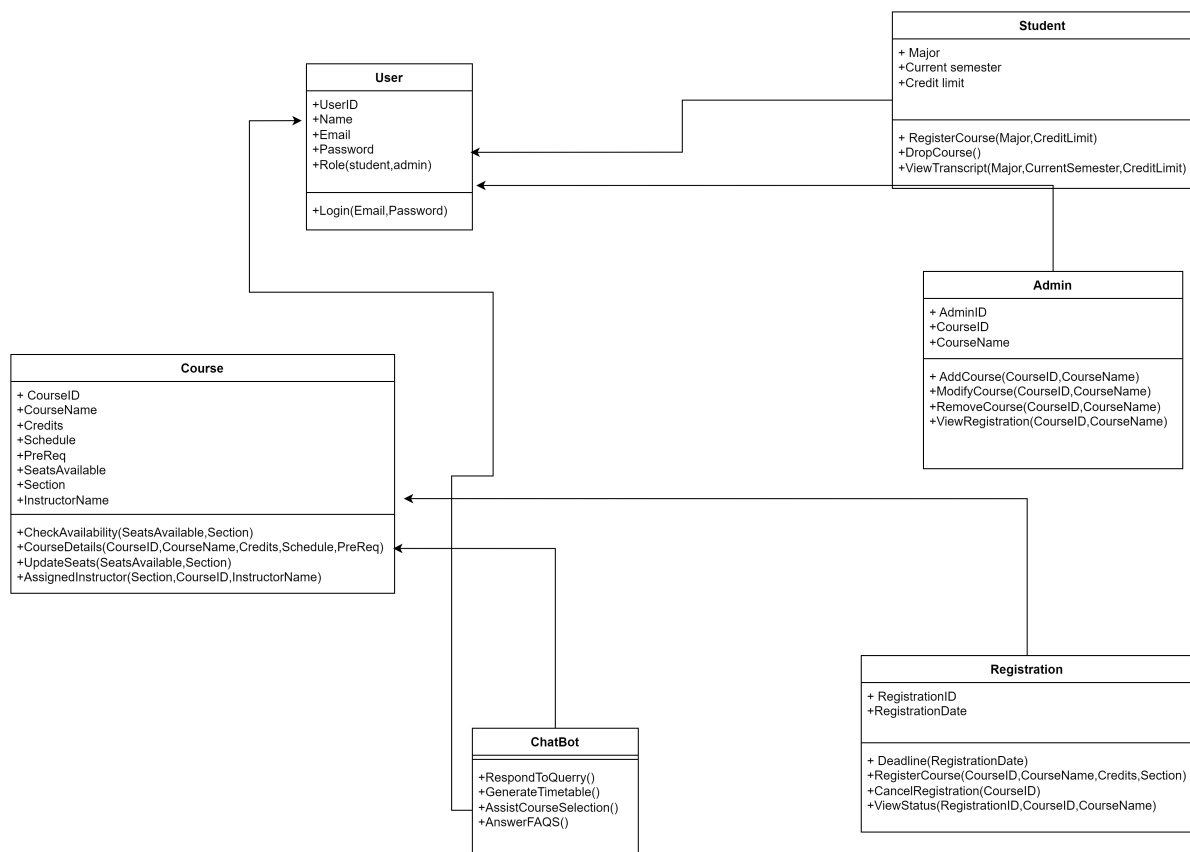 Student
+ Major
+Current semester
+Credit limit
+ RegisterCourse(Major,CreditLimit)
+DropCourse()
+ViewTranscript(Major,CurrentSemester,CreditLimit)
User
+UserID
+Name
+Email
+Password
+Role(student,admin)
+Login(Email,Password)
Admin
+ AdminID
+CourseID
+CourseName
+ AddCourse(CourseID,CourseName)
+ModifyCourse(CourseID,CourseName)
+RemoveCourse(CourseID,CourseName)
+ViewRegistration(CourseID,CourseName)
Course
+ CourseID
+CourseName
+Credits
+Schedule
+PreReq
+SeatsAvailable
+Section
+InstructorName
+CheckAvailability(SeatsAvailable,Section)
+CourseDetails(CourseID,CourseName,Credits,Schedule,PreReq)
+UpdateSeats(SeatsAvailable,Section)
+AssignedInstructor(Section,CourseID,InstructorName)
Registration
+ RegistrationID
+RegistrationDate
+ Deadline(RegistrationDate)
+RegisterCourse(CourseID,CourseName,Credits,Section)
+CancelRegistration(CourseID)
+ViewStatus(RegistrationID,CourseID,CourseName)
ChatBot
+RespondToQuerry()
+GenerateTimetable()
+AssistCourseSelection()
+AnswerFAQS()